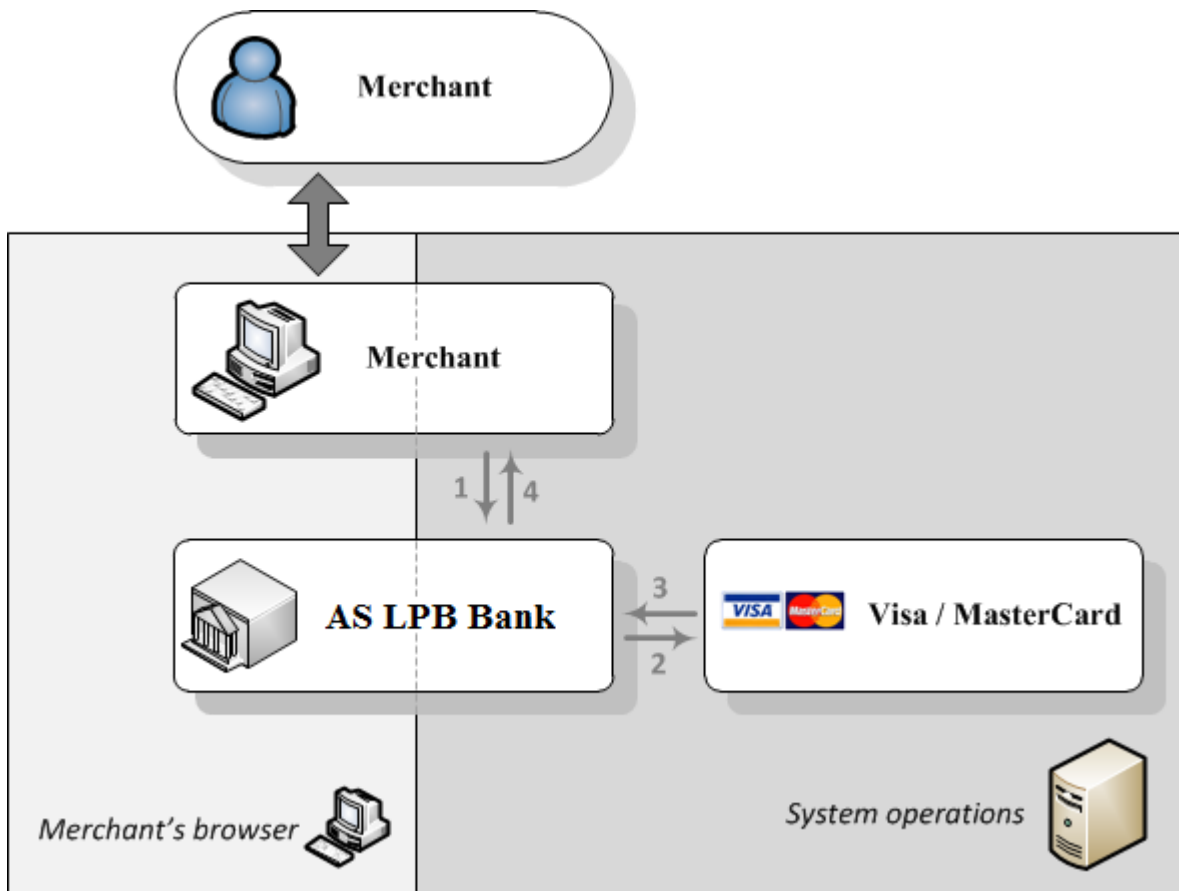 Merchant
Merchant
1
4
AS LPB Bank
3
VISA
MasterCard
Visa / MasterCard
2
Merchant’s browser
System operations